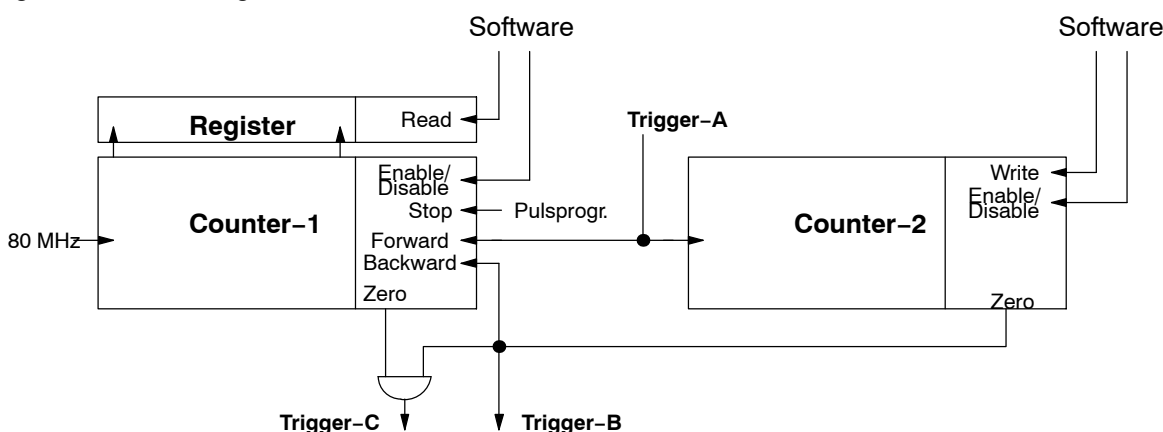 Software
Software
Register
Read
Trigger−A
Enable/
Disable
Write
Enable/
Disable
Stop
Pulsprogr.
Counter−1
Counter−2
80 MHz
Forward
Backward
Zero
Zero
Trigger−C
Trigger−B